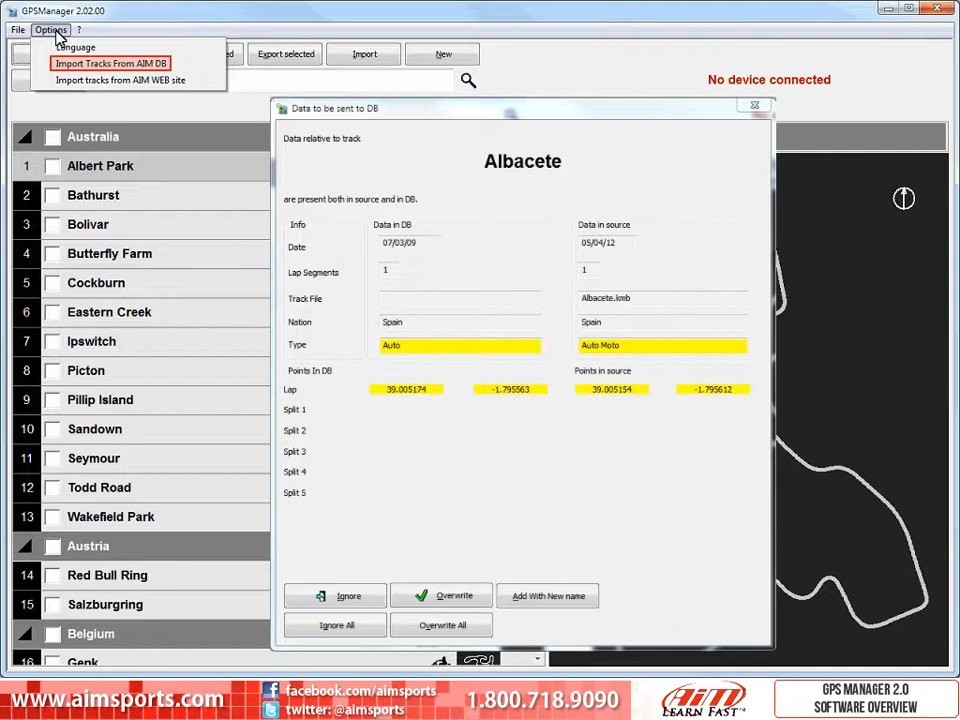 GPSManager 2.02.00
File Options ?
Language
Import Tracks From AIM DB
Import tracks from AIM WEB site
Export selected
Import
New
No device connected
Australia
1 Albert Park
2 Bathurst
3 Bolivar
4 Butterfly Farm
5 Cockburn
6 Eastern Creek
7 Ipswitch
8 Picton
9 Pillip Island
10 Sandown
11 Seymour
12 Todd Road
13 Wakefield Park
Austria
14 Red Bull Ring
15 Salzburgring
Belgium
16 Genk
Data to be sent to DB
Data relative to track
Albacete
are present both in source and in DB.
Info Data in DB Data in source
Date 07/03/09 05/04/12
Lap Segments 1 1
Track File Albacete.kmb
Nation Spain Spain
Type Auto Auto Moto
Points In DB Points in source
Lap 39.005174 -1.795563 39.005154 -1.795612
Split 1
Split 2
Split 3
Split 4
Split 5
Ignore Overwrite Add With New name
Ignore All Overwrite All
www.aimsports.com
facebook.com/aimsports
twitter: @aimsports
1.800.718.9090
AiM
LEARN FAST
GPS MANAGER 2.0
SOFTWARE OVERVIEW